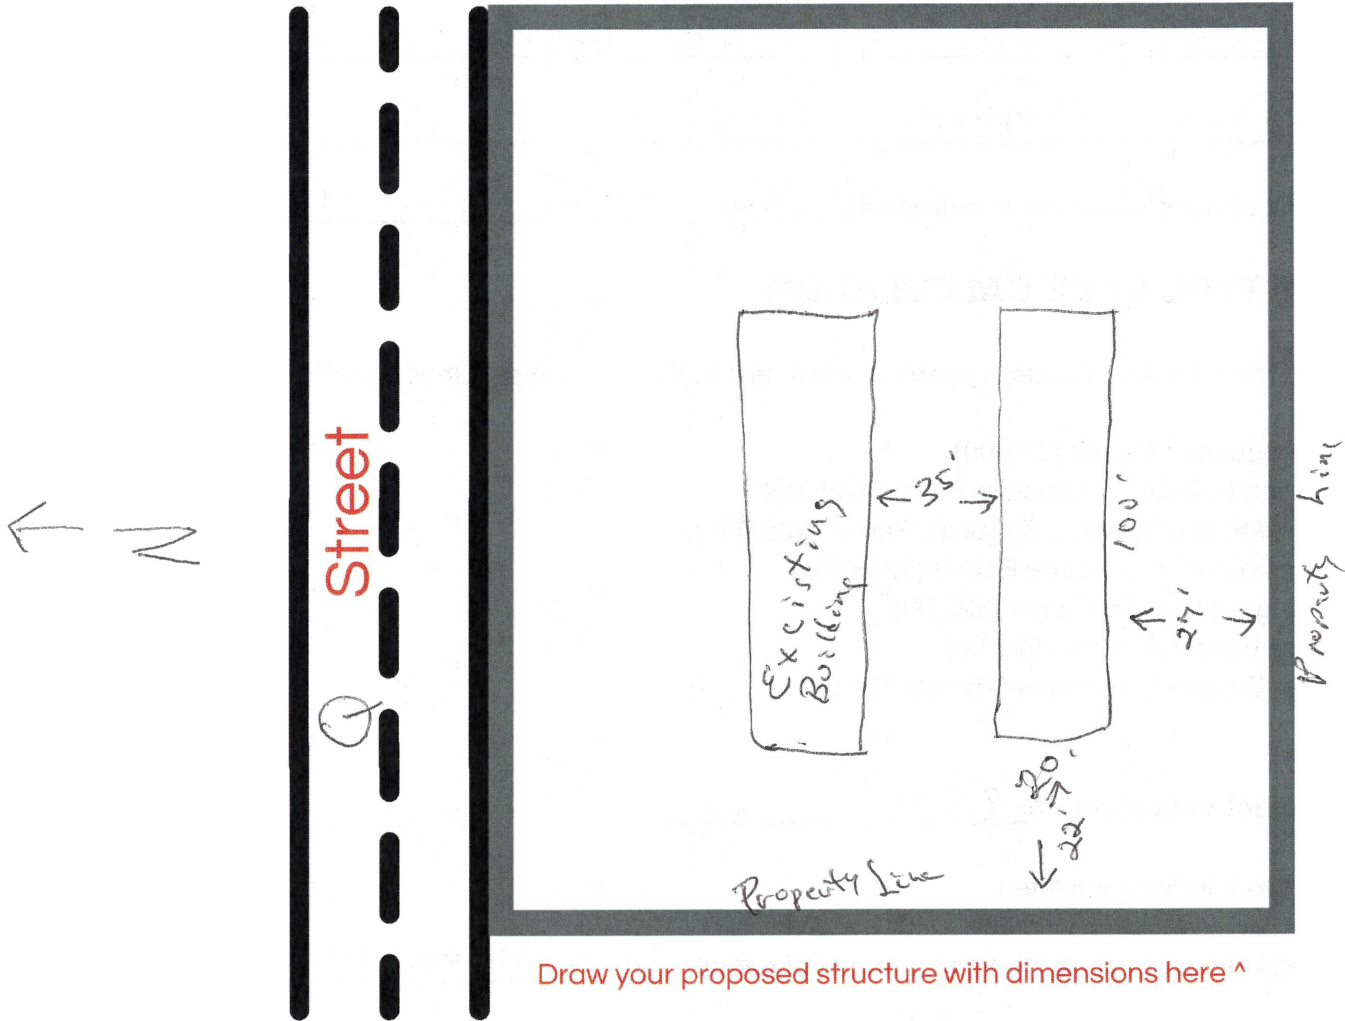 Street
N
Existing
Building
35'
100'
27'
Property Line
20'
22'
Property Line
Draw your proposed structure with dimensions here ^